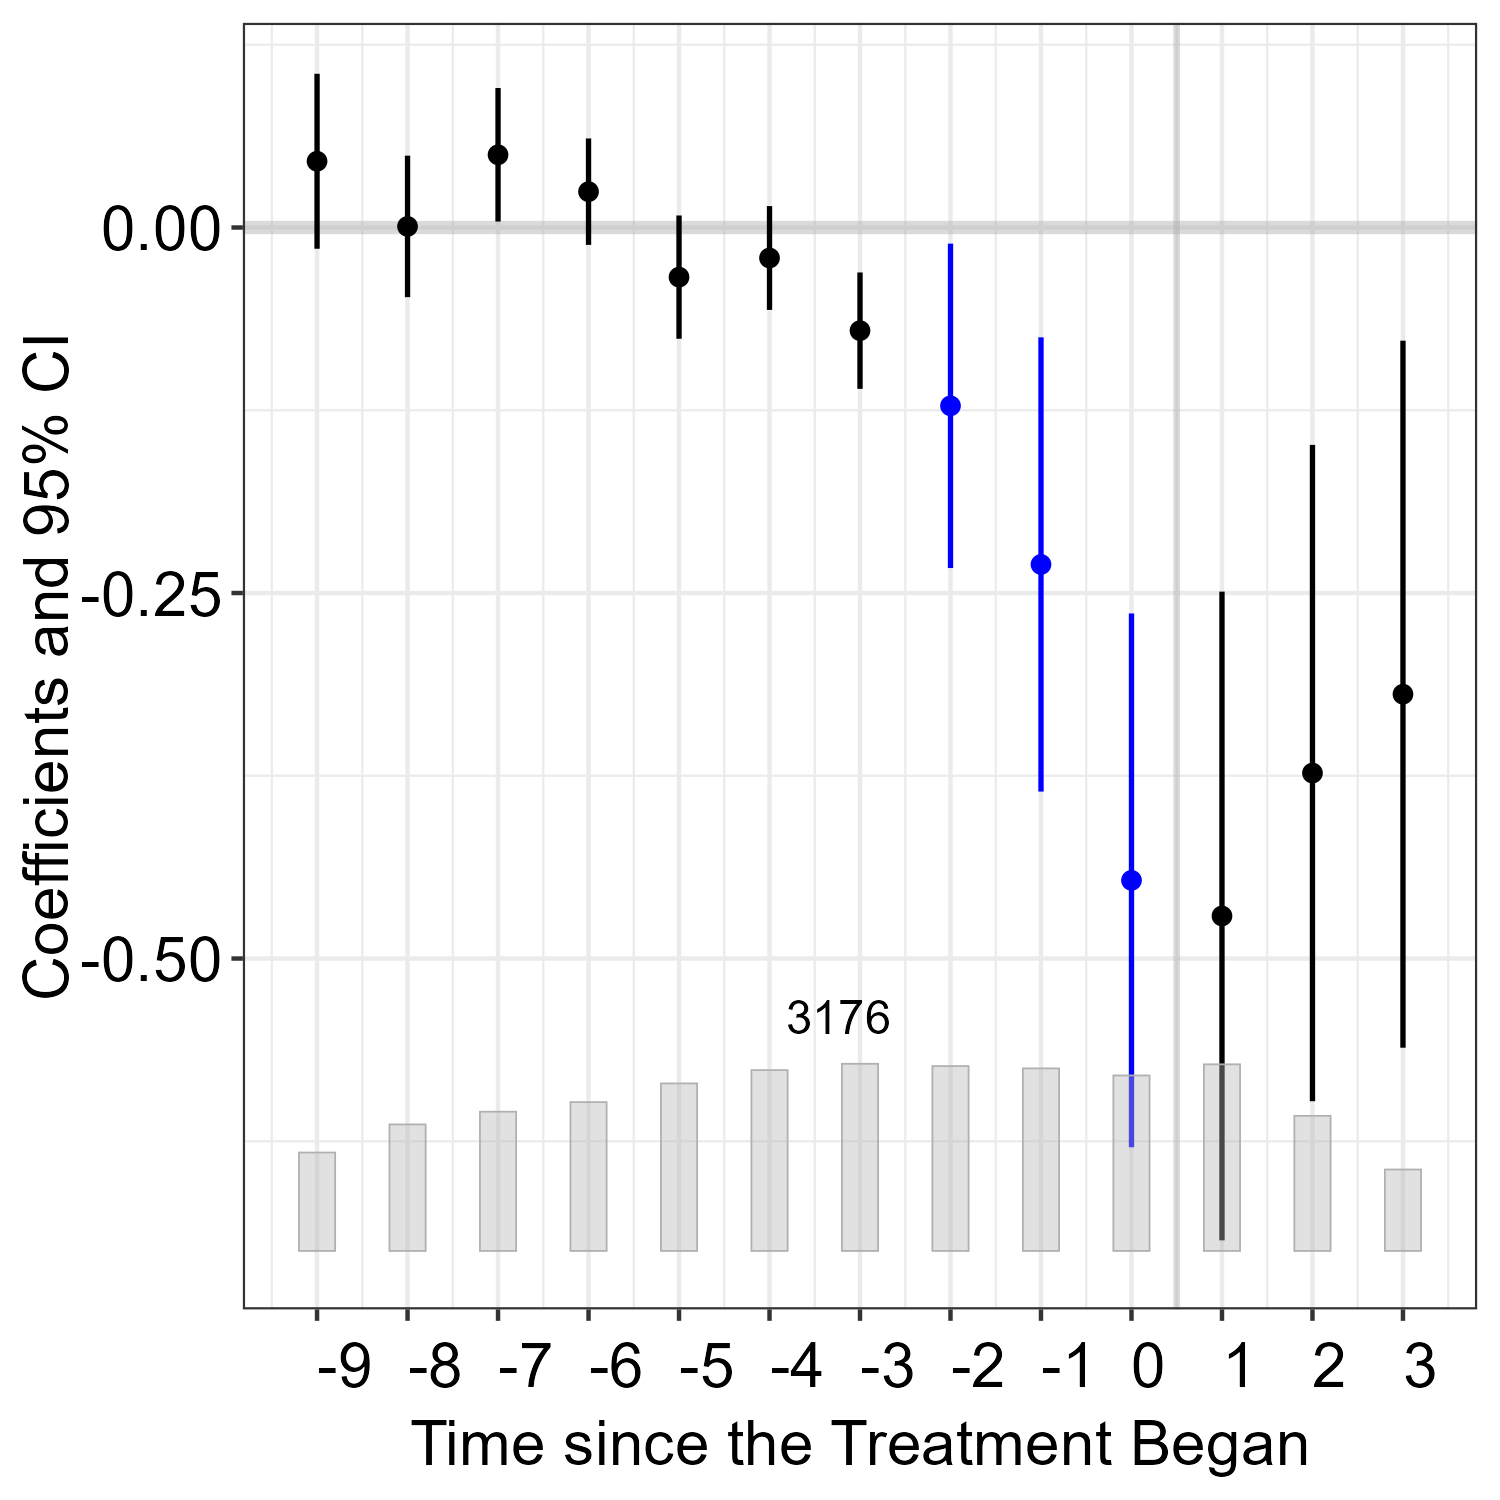 Coefficients and 95% CI
0.00
-0.25
-0.50
3176
-9 -8 -7 -6 -5 -4 -3 -2 -1 0 1 2 3
Time since the Treatment Began